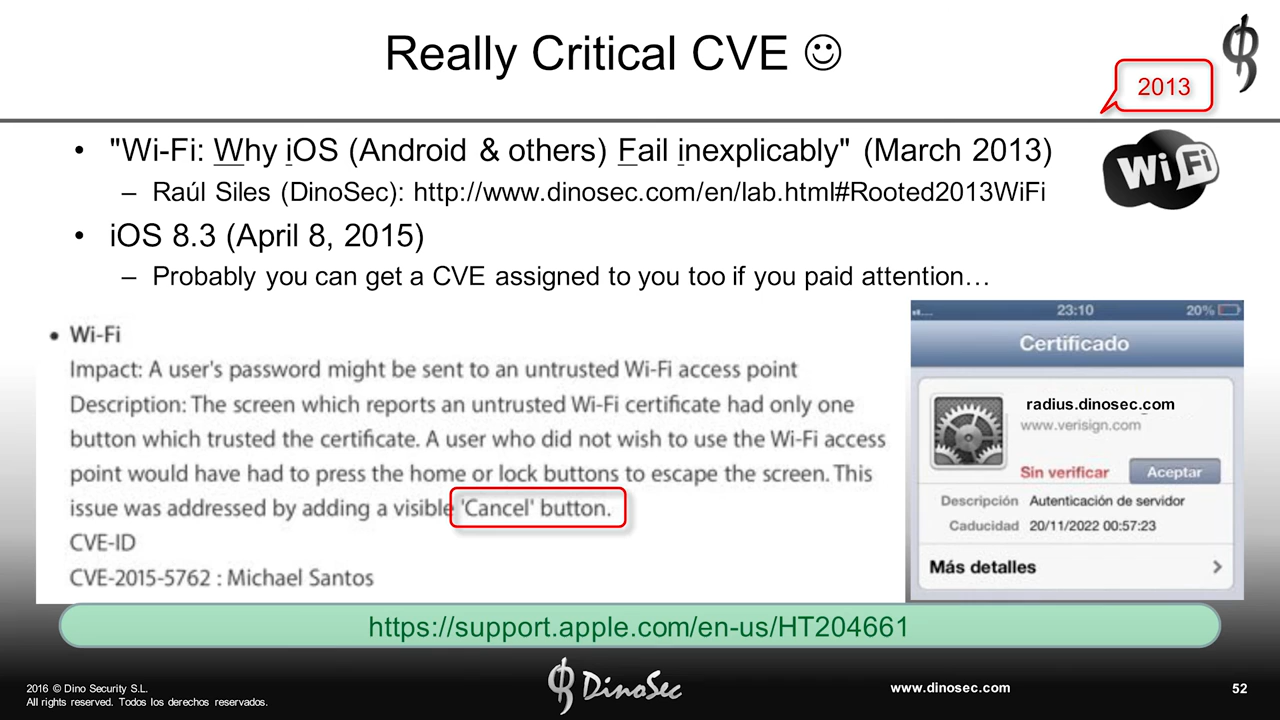 Really Critical CVE ☺
2013
• "Wi-Fi: Why iOS (Android & others) Fail inexplicably" (March 2013)
– Raúl Siles (DinoSec): http://www.dinosec.com/en/lab.html#Rooted2013WiFi
Wi Fi
• iOS 8.3 (April 8, 2015)
– Probably you can get a CVE assigned to you too if you paid attention…
• Wi-Fi
Impact: A user's password might be sent to an untrusted Wi-Fi access point
Description: The screen which reports an untrusted Wi-Fi certificate had only one
button which trusted the certificate. A user who did not wish to use the Wi-Fi access
point would have had to press the home or lock buttons to escape the screen. This
issue was addressed by adding a visible 'Cancel' button.
CVE-ID
CVE-2015-5762 : Michael Santos
23:10 20%
Certificado
radius.dinosec.com
www.verisign.com
Sin verificar Aceptar
Descripción Autenticación de servidor
Caducidad 20/11/2022 00:57:23
Más detalles
https://support.apple.com/en-us/HT204661
2016 © Dino Security S.L.
All rights reserved. Todos los derechos reservados.
DinoSec
www.dinosec.com
52